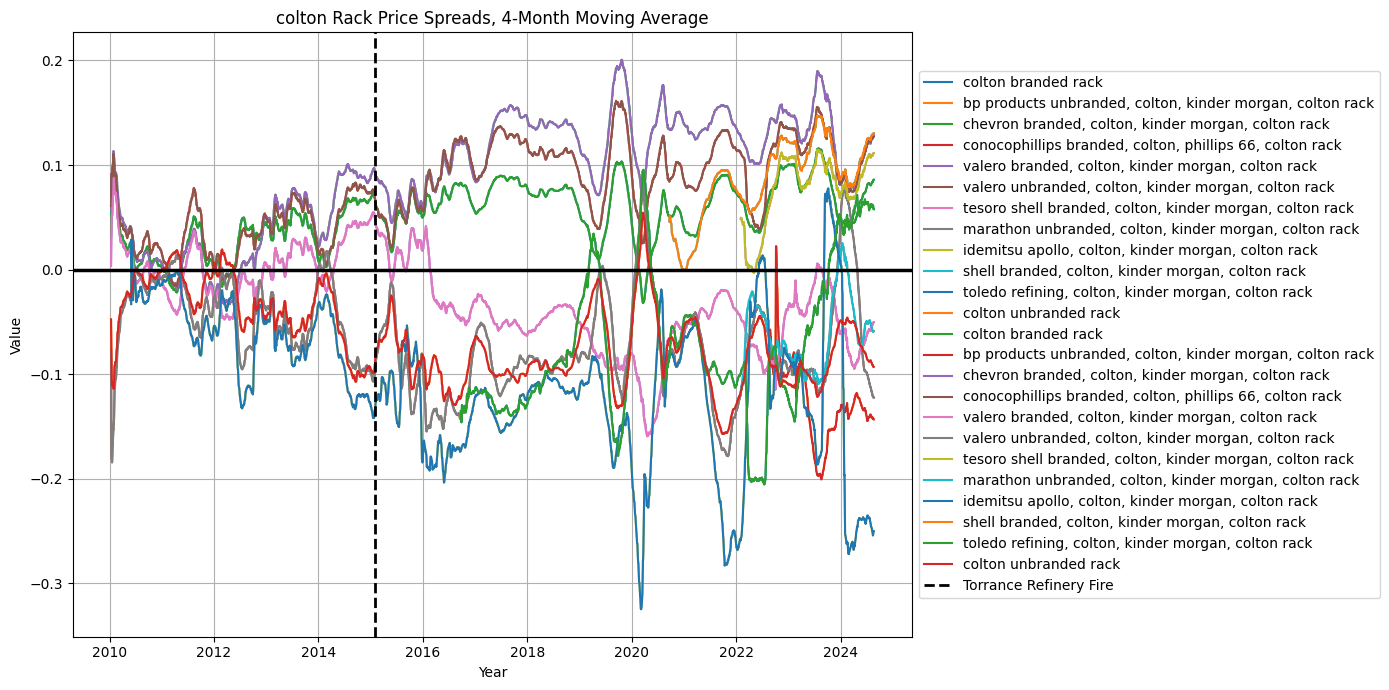 colton Rack Price Spreads, 4-Month Moving Average
Value
0.2
0.1
0.0
−0.1
−0.2
−0.3
2010 2012 2014 2016 2018 2020 2022 2024
Year
colton branded rack
bp products unbranded, colton, kinder morgan, colton rack
chevron branded, colton, kinder morgan, colton rack
conocophillips branded, colton, phillips 66, colton rack
valero branded, colton, kinder morgan, colton rack
valero unbranded, colton, kinder morgan, colton rack
tesoro shell branded, colton, kinder morgan, colton rack
marathon unbranded, colton, kinder morgan, colton rack
idemitsu apollo, colton, kinder morgan, colton rack
shell branded, colton, kinder morgan, colton rack
toledo refining, colton, kinder morgan, colton rack
colton unbranded rack
colton branded rack
bp products unbranded, colton, kinder morgan, colton rack
chevron branded, colton, kinder morgan, colton rack
conocophillips branded, colton, phillips 66, colton rack
valero branded, colton, kinder morgan, colton rack
valero unbranded, colton, kinder morgan, colton rack
tesoro shell branded, colton, kinder morgan, colton rack
marathon unbranded, colton, kinder morgan, colton rack
idemitsu apollo, colton, kinder morgan, colton rack
shell branded, colton, kinder morgan, colton rack
toledo refining, colton, kinder morgan, colton rack
colton unbranded rack
Torrance Refinery Fire